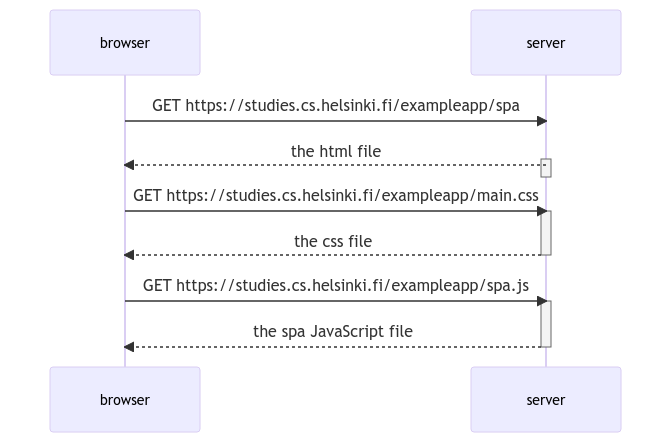 browser
server
GET https://studies.cs.helsinki.fi/exampleapp/spa
the html file
GET https://studies.cs.helsinki.fi/exampleapp/main.css
the css file
GET https://studies.cs.helsinki.fi/exampleapp/spa.js
the spa JavaScript file
browser
server